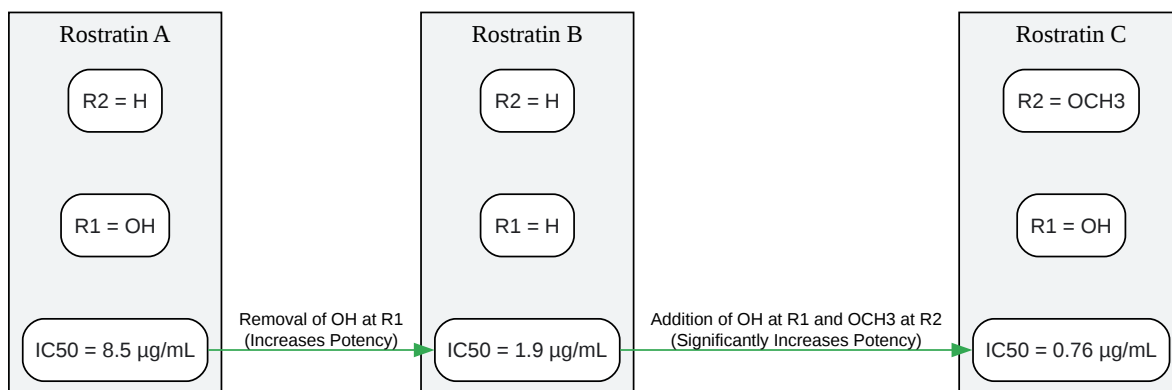 Rostratin A
R2 = H
R1 = OH
IC50 = 8.5 µg/mL
Removal of OH at R1
(Increases Potency)
Rostratin B
R2 = H
R1 = H
IC50 = 1.9 µg/mL
Addition of OH at R1 and OCH3 at R2
(Significantly Increases Potency)
Rostratin C
R2 = OCH3
R1 = OH
IC50 = 0.76 µg/mL